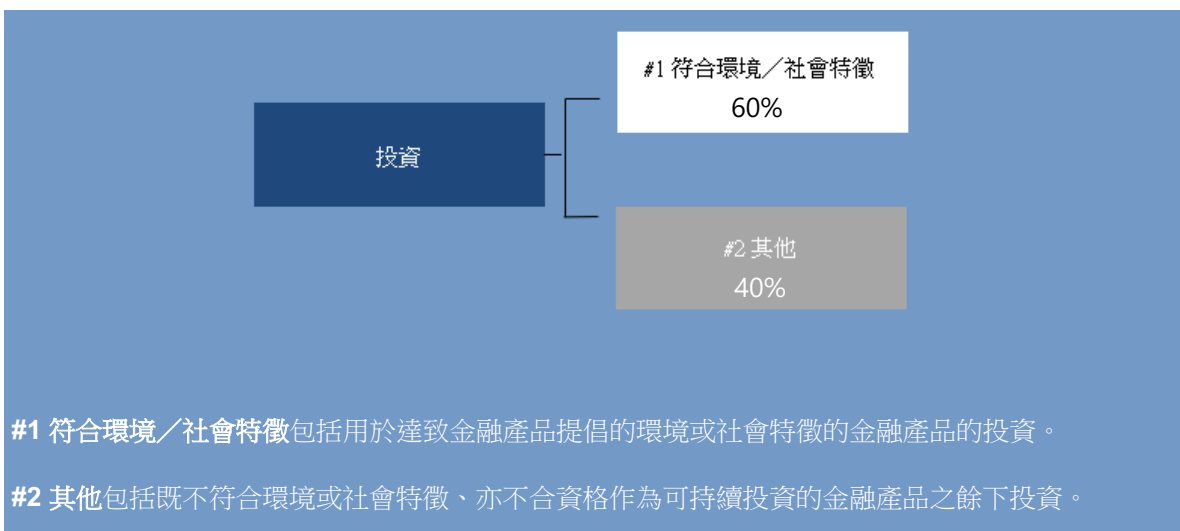 #1 符合環境／社會特徵
60%
投資
#2 其他
40%
#1 符合環境／社會特徵包括用於達致金融產品提倡的環境或社會特徵的金融產品的投資。
#2 其他包括既不符合環境或社會特徵、亦不合資格作為可持續投資的金融產品之餘下投資。